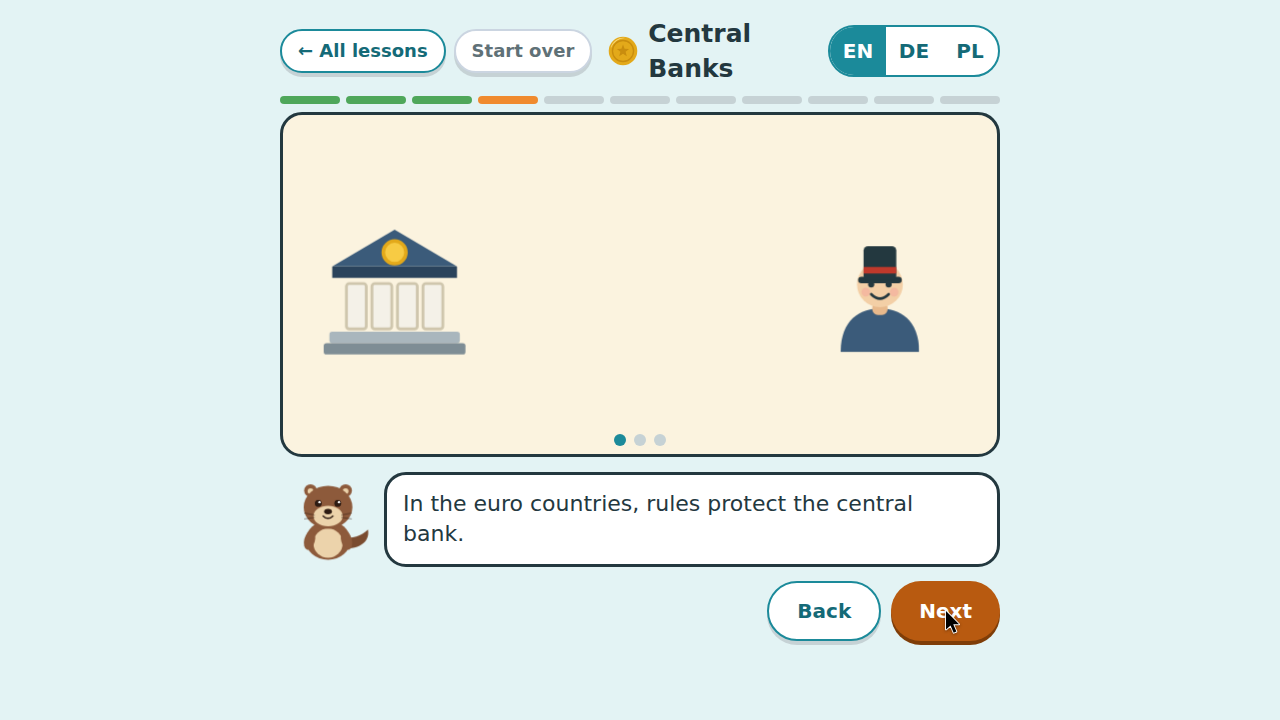 ← All lessons
Start over
Central
Banks
EN
DE
PL
In the euro countries, rules protect the central
bank.
Back
Next